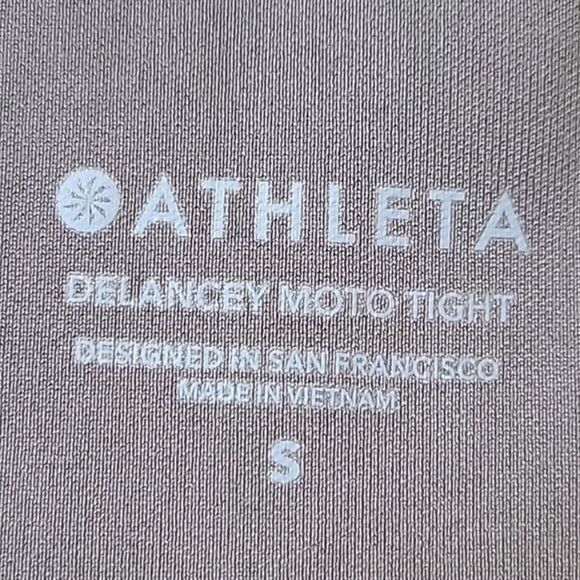 ATHLETA
DELANCEY MOTO TIGHT
DESIGNED IN SAN FRANCISCO
MADE IN VIETNAM
S